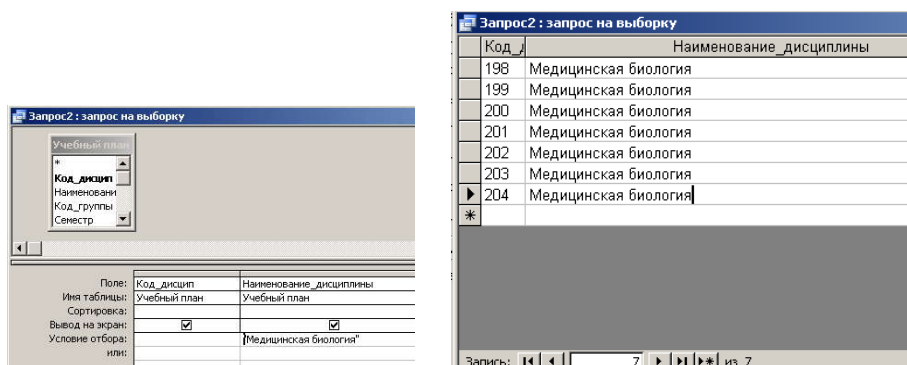 Запрос2 : запрос на выборку
Учебный план
*
Код_дисцип
Наименовани
Код_группы
Семестр
Поле: Код_дисцип Наименование_дисциплины
Имя таблицы: Учебный план Учебный план
Сортировка:
Вывод на экран:
Условие отбора: "Медицинская биология"
или:
Запрос2 : запрос на выборку
Код_д Наименование_дисциплины
198 Медицинская биология
199 Медицинская биология
200 Медицинская биология
201 Медицинская биология
202 Медицинская биология
203 Медицинская биология
204 Медицинская биология
Запись: 7 из 7